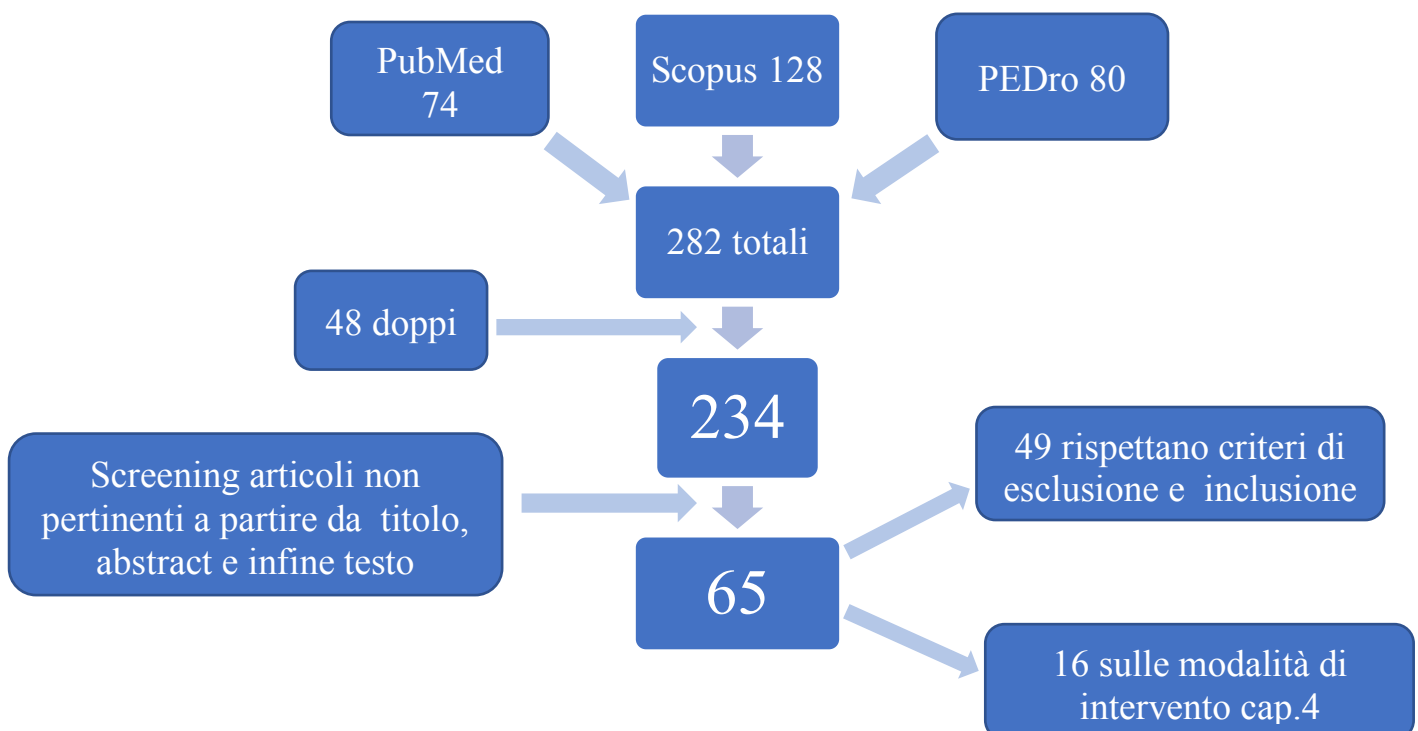 PubMed
74
Scopus 128
PEDro 80
282 totali
48 doppi
234
Screening articoli non
pertinenti a partire da titolo,
abstract e infine testo
49 rispettano criteri di
esclusione e inclusione
65
16 sulle modalità di
intervento cap.4